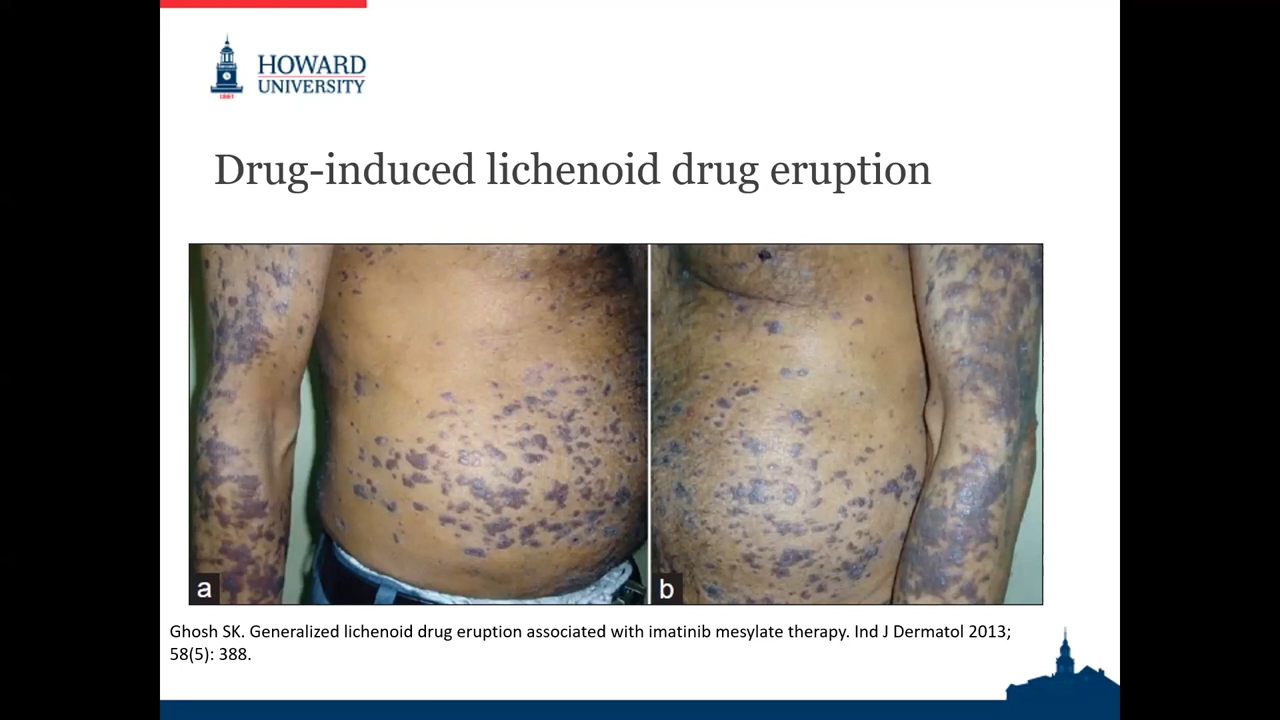 HOWARD
UNIVERSITY
1867
Drug-induced lichenoid drug eruption
a
b
Ghosh SK. Generalized lichenoid drug eruption associated with imatinib mesylate therapy. Ind J Dermatol 2013;
58(5): 388.